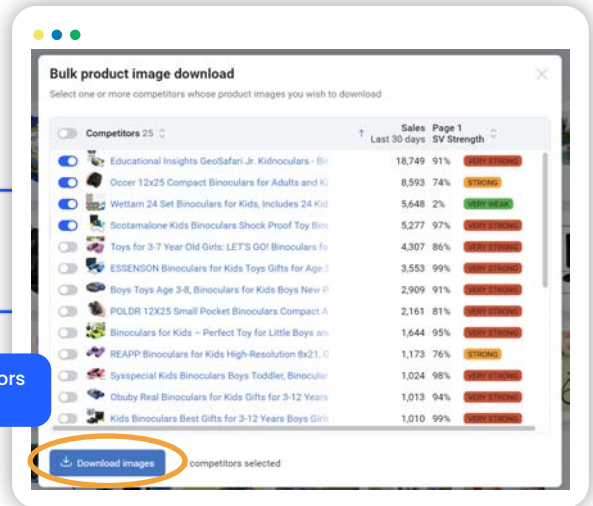 Bulk product image download
Select one or more competitors whose product images you wish to download
Competitors 25
Sales
Last 30 days
Page 1
SV Strength
Educational Insights GeoSafari Jr. Kidnoculars -
18,749 91% VERY STRONG
Occer 12x25 Compact Binoculars for Adults and
8,593 74% STRONG
Wettarn 24 Set Binoculars for Kids, Includes 24
5,648 2% VERY WEAK
Scotamalone Kids Binoculars Shock Proof Toy
5,277 97% VERY STRONG
Toys for 3-7 Year Old Girls: LET'S GO! Binoculars
4,307 86% VERY STRONG
ESSENSON Binoculars for Kids Toys Gifts for Age
3,553 99% VERY STRONG
Boys Toys Age 3-8, Binoculars for Kids Boys New
2,909 91% VERY STRONG
POLDR 12X25 Small Pocket Binoculars Compact
2,161 81% VERY STRONG
Binoculars for Kids – Perfect Toy for Little Boys
1,644 95% VERY STRONG
REAPP Binoculars for Kids High-Resolution 8x21,
1,173 76% STRONG
Syxspecial Kids Binoculars Boys Toddler,
1,024 98% VERY STRONG
Obuby Real Binoculars for Kids Gifts for 3-12 Years
1,013 94% VERY STRONG
Kids Binoculars Best Gifts for 3-12 Years Boys
1,010 99% VERY STRONG
ors
Download images
competitors selected